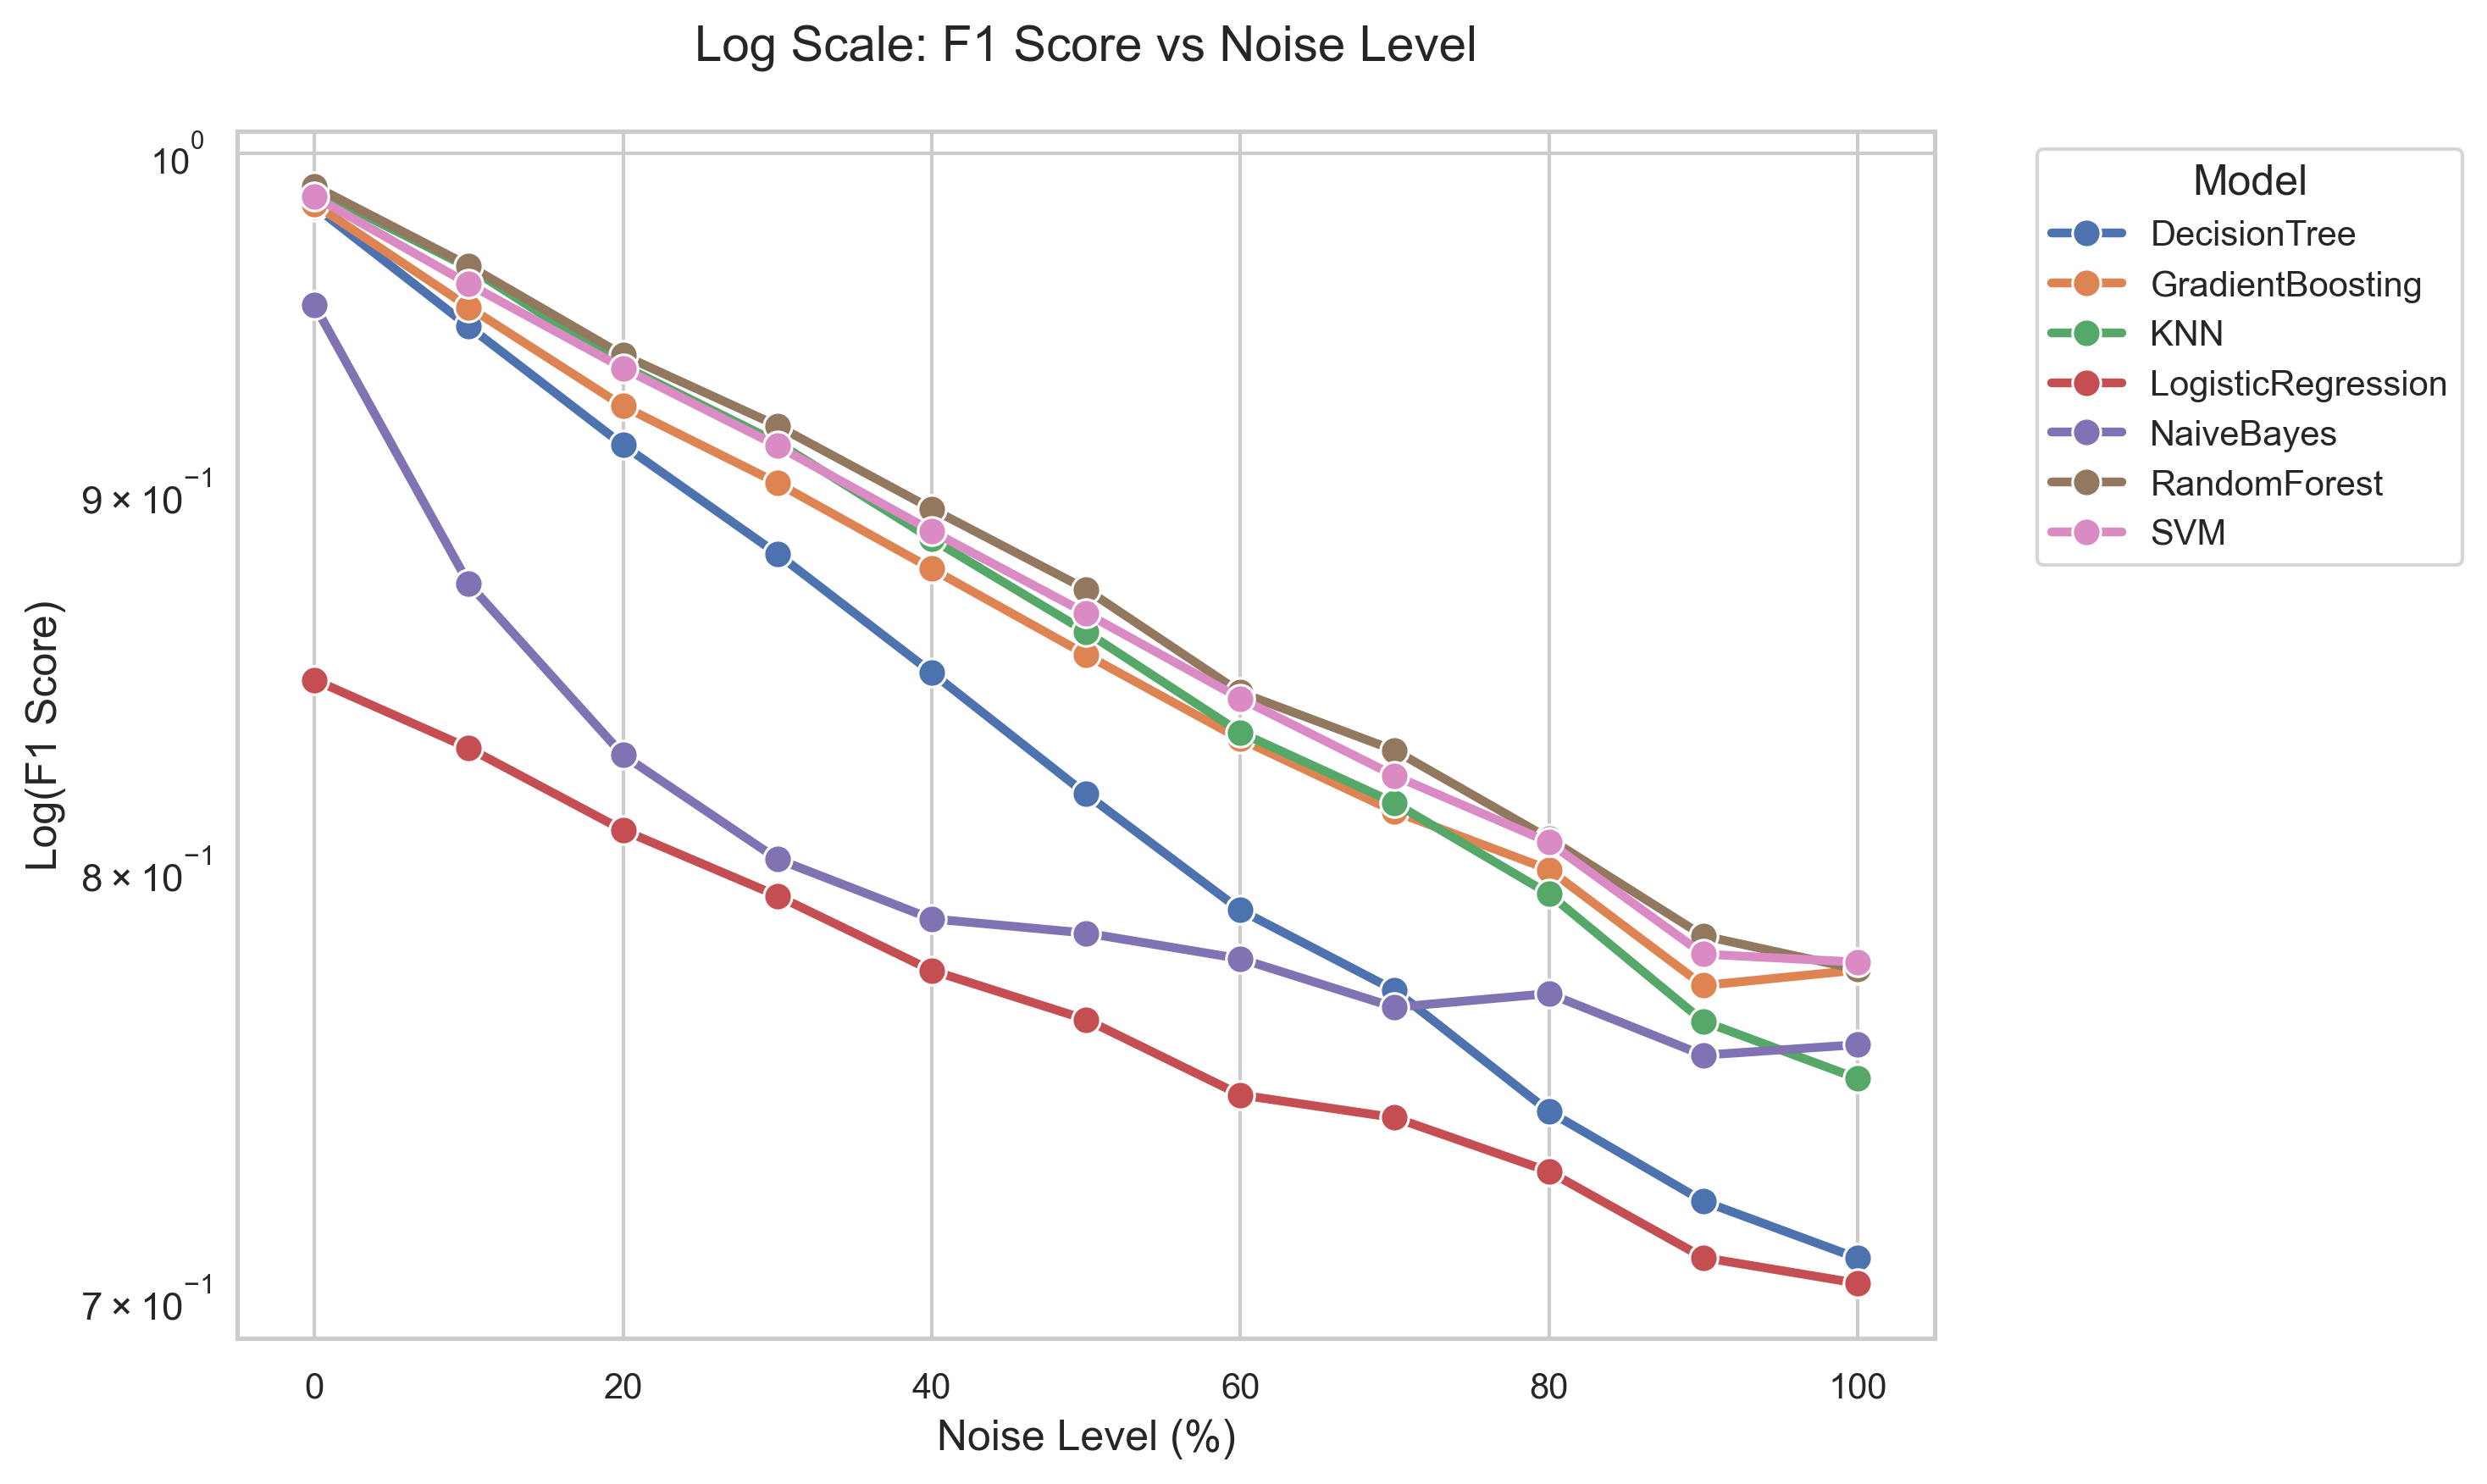 Log Scale: F1 Score vs Noise Level
10⁰
9 × 10⁻¹
8 × 10⁻¹
7 × 10⁻¹
Log(F1 Score)
0 20 40 60 80 100
Noise Level (%)
Model
DecisionTree
GradientBoosting
KNN
LogisticRegression
NaiveBayes
RandomForest
SVM